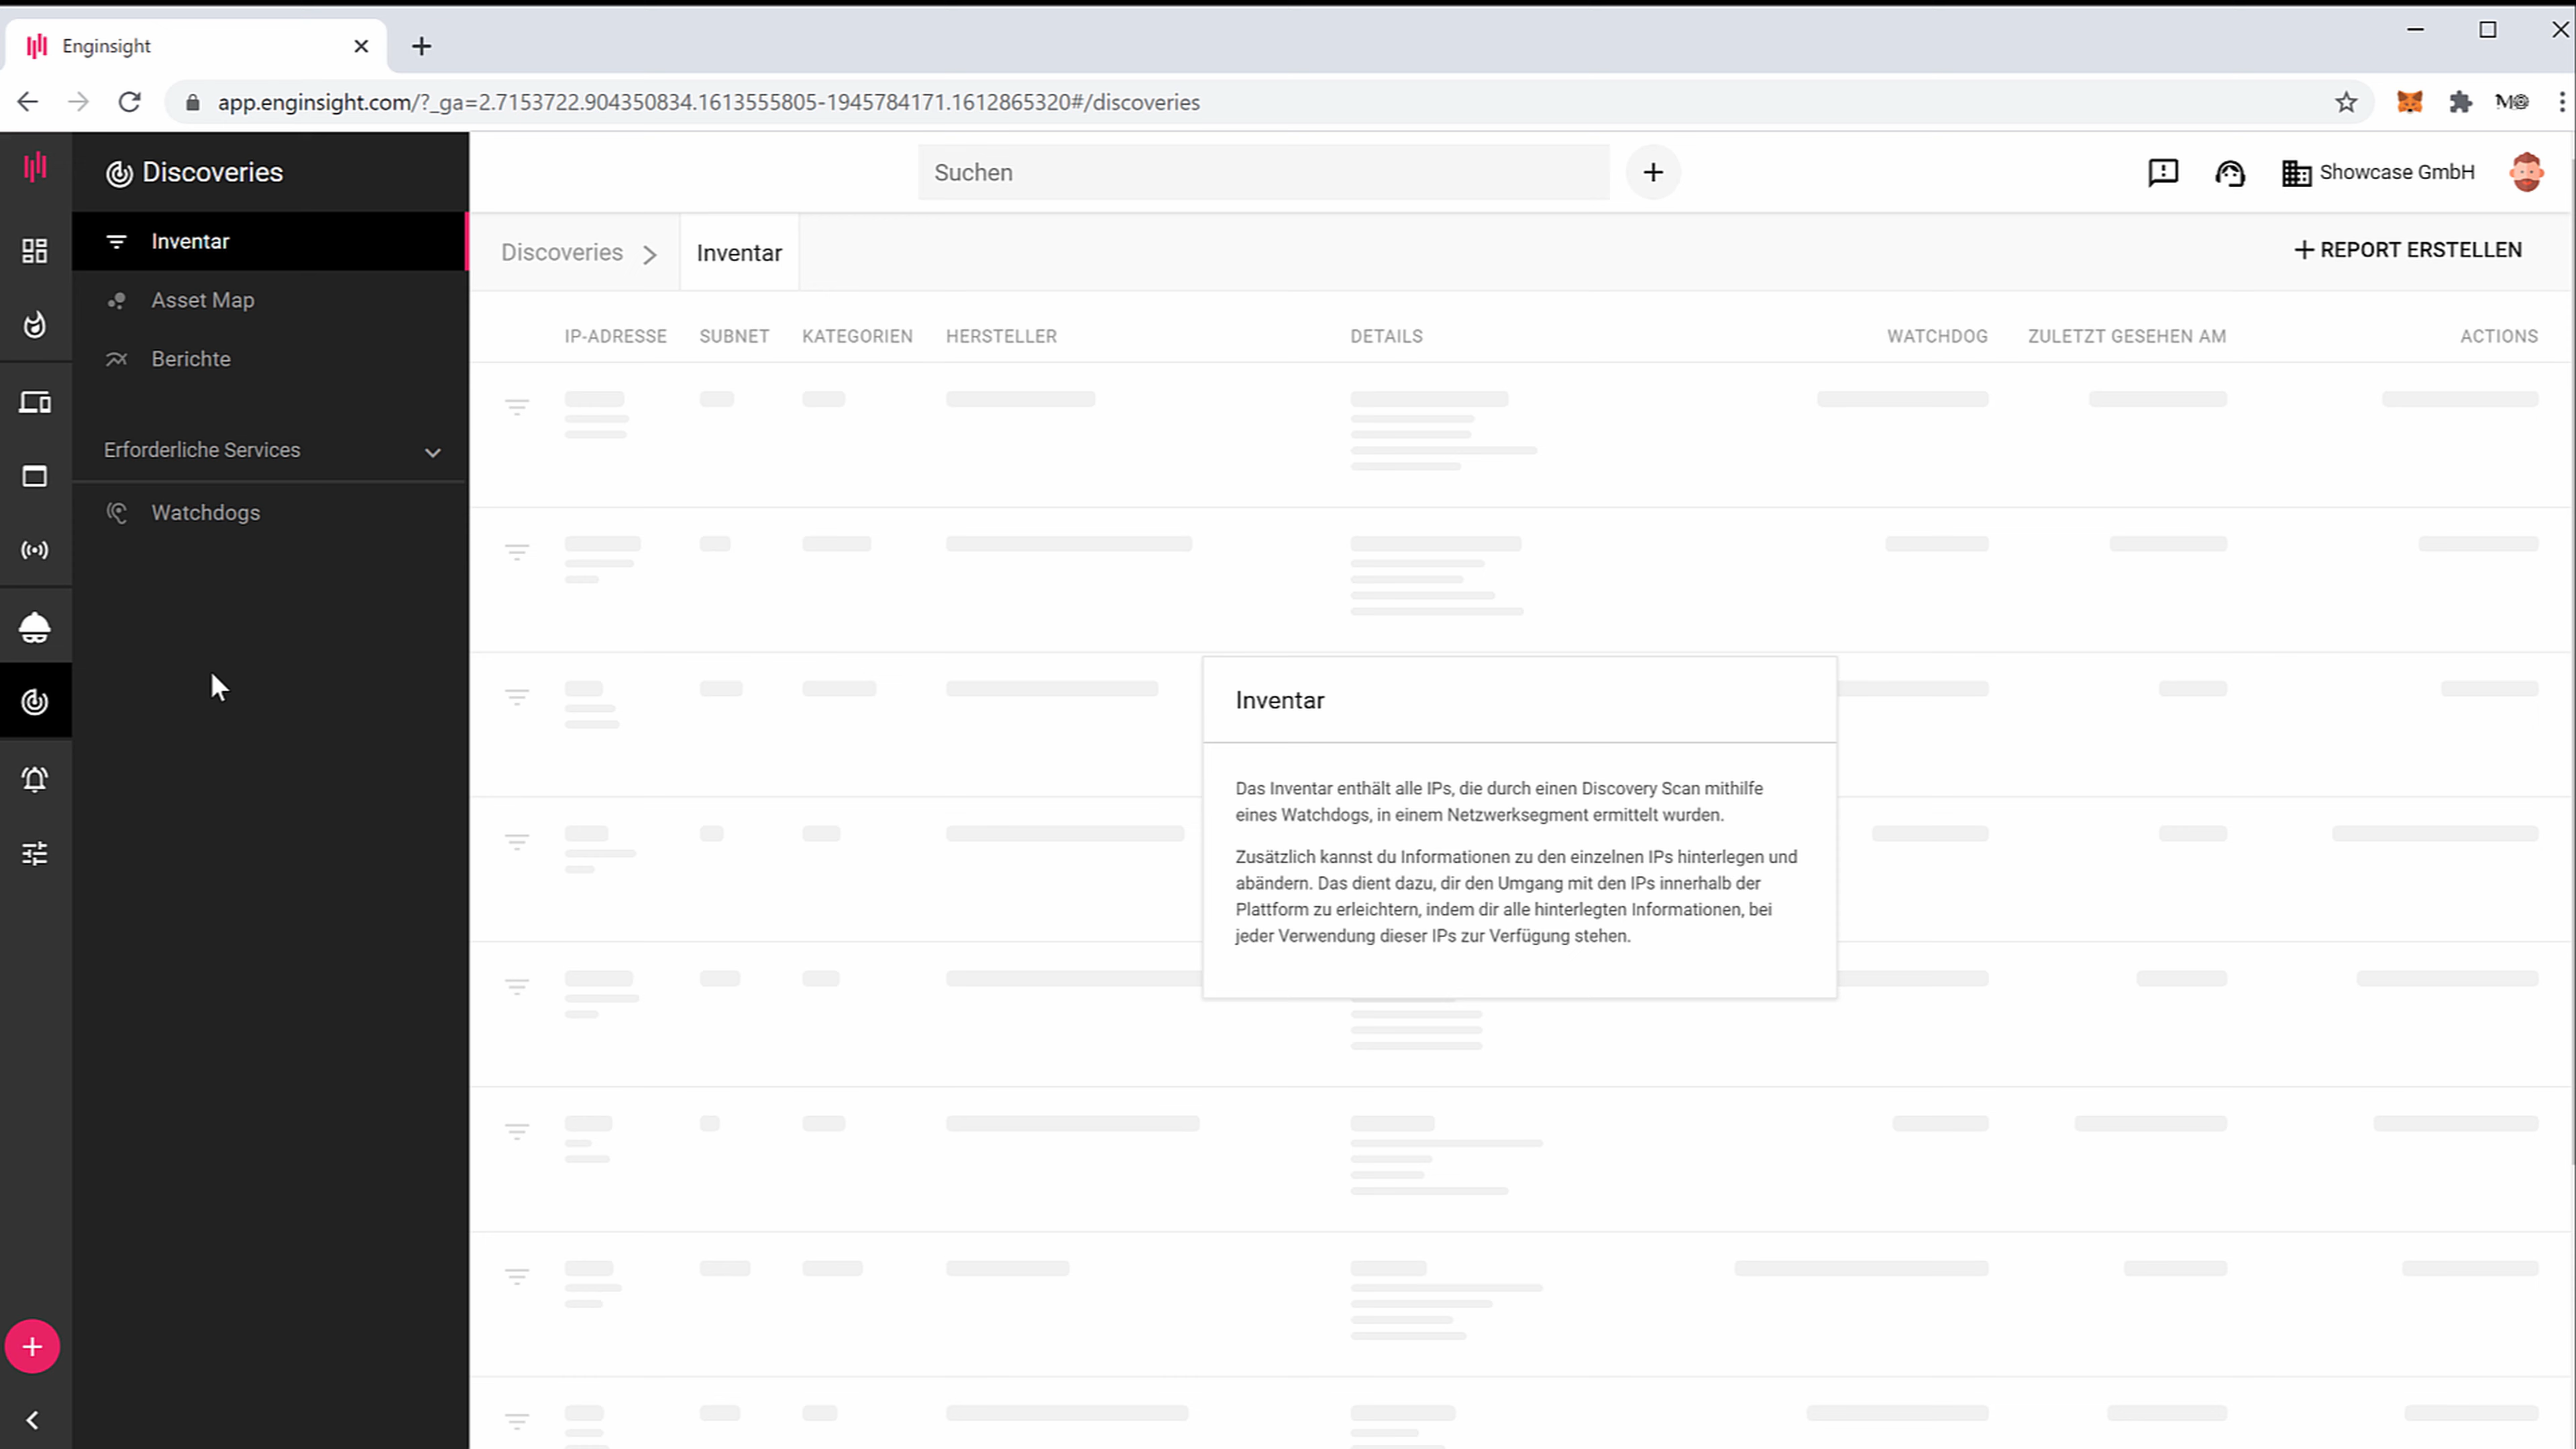 Enginsight
app.enginsight.com/?_ga=2.7153722.904350834.1613555805-1945784171.1612865320#/discoveries
Discoveries
Suchen
Showcase GmbH
Inventar
Asset Map
Berichte
Erforderliche Services
Watchdogs
Discoveries
Inventar
REPORT ERSTELLEN
IP-ADRESSE SUBNET KATEGORIEN HERSTELLER DETAILS WATCHDOG ZULETZT GESEHEN AM ACTIONS
Inventar
Das Inventar enthält alle IPs, die durch einen Discovery Scan mithilfe
eines Watchdogs, in einem Netzwerksegment ermittelt wurden.
Zusätzlich kannst du Informationen zu den einzelnen IPs hinterlegen und
abändern. Das dient dazu, dir den Umgang mit den IPs innerhalb der
Plattform zu erleichtern, indem dir alle hinterlegten Informationen, bei
jeder Verwendung dieser IPs zur Verfügung stehen.